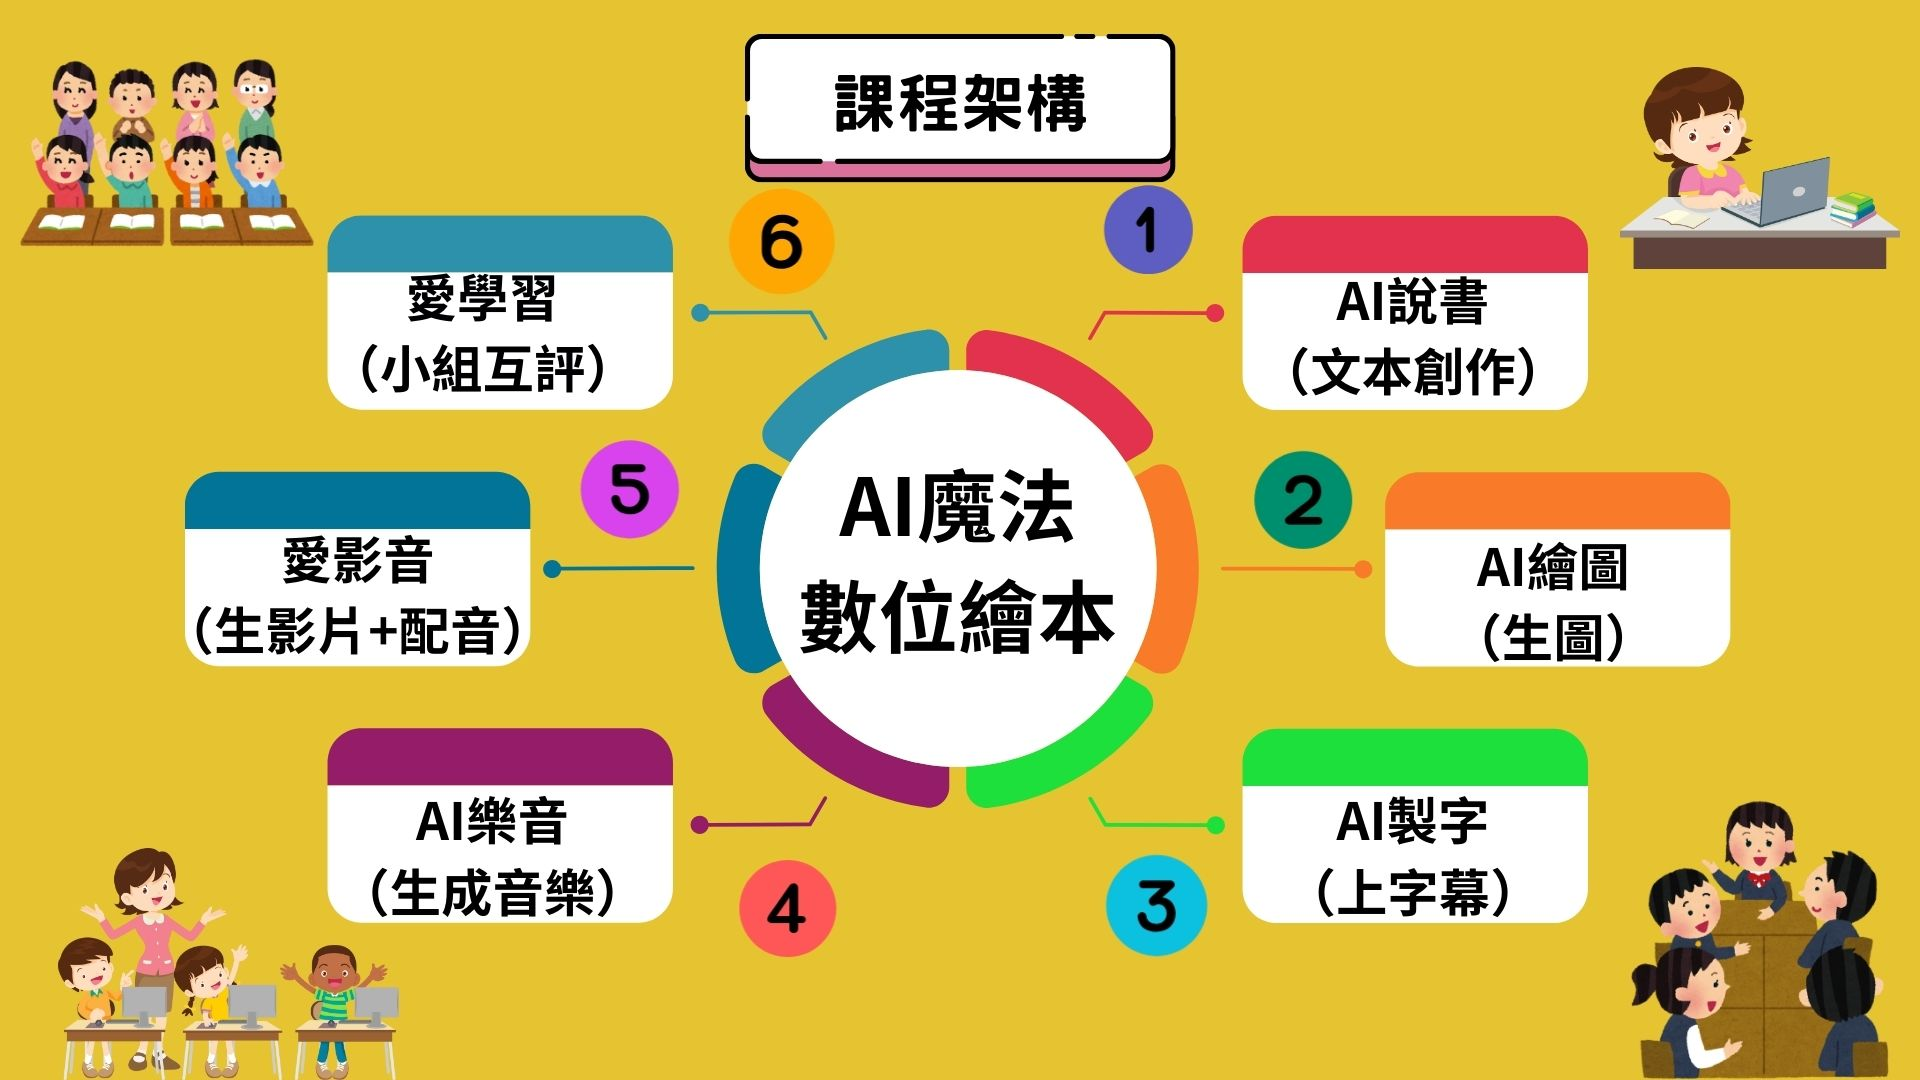 課程架構
1
AI說書
（文本創作）
2
AI繪圖
（生圖）
3
AI製字
（上字幕）
4
AI樂音
（生成音樂）
5
愛影音
（生影片+配音）
6
愛學習
（小組互評）
AI魔法
數位繪本